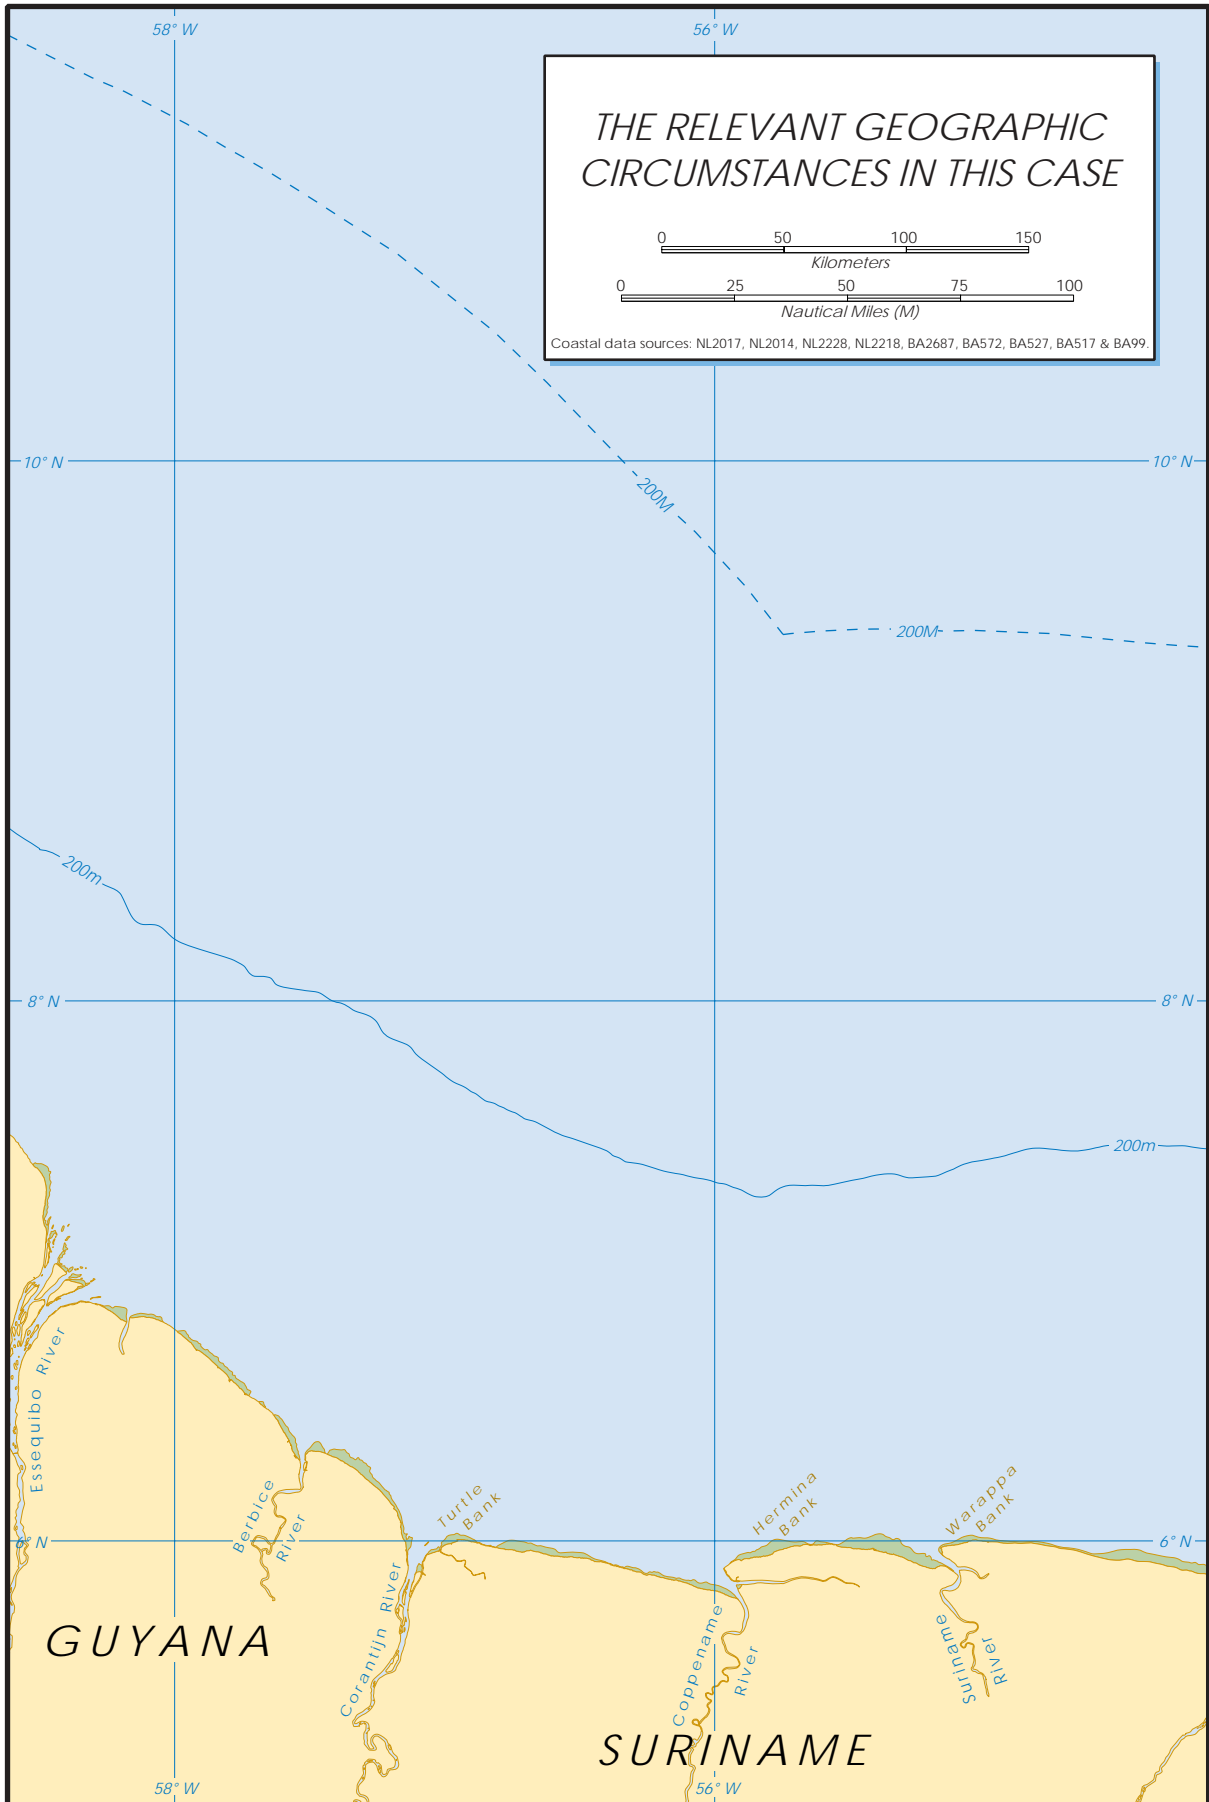 58° W
56° W
THE RELEVANT GEOGRAPHIC
CIRCUMSTANCES IN THIS CASE
0 50 100 150
Kilometers
0 25 50 75 100
Nautical Miles (M)
Coastal data sources: NL2017, NL2014, NL2228, NL2218, BA2687, BA572, BA527, BA517 & BA99.
10° N
10° N
200M
200M
200m
8° N
8° N
200m
Essequibo River
Berbice
River
Turtle
Bank
Hermina
Bank
Warappa
Bank
6° N
6° N
Corantijn River
Coppename
River
Suriname
River
GUYANA
SURINAME
58° W
56° W